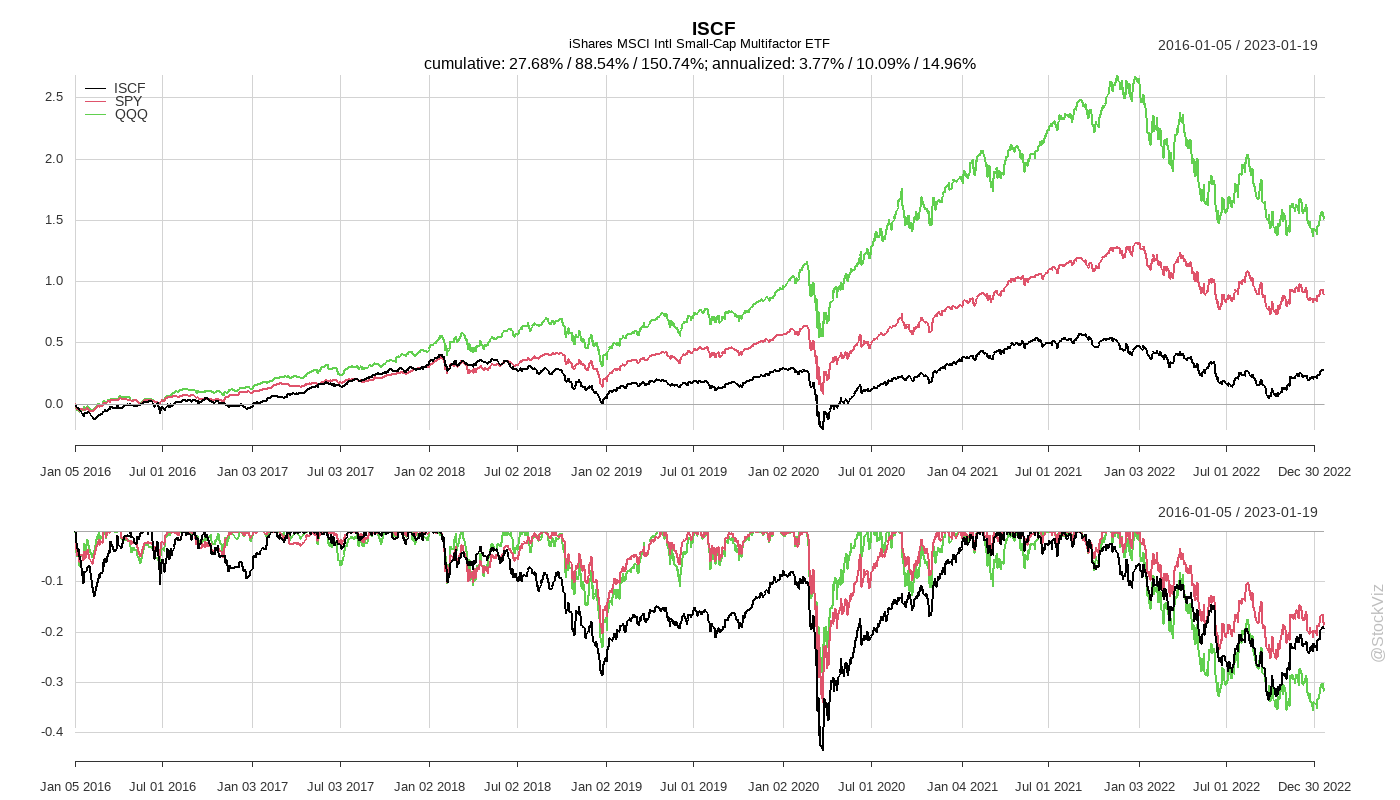 ISCF
iShares MSCI Intl Small-Cap Multifactor ETF
2016-01-05 / 2023-01-19
cumulative: 27.68% / 88.54% / 150.74%; annualized: 3.77% / 10.09% / 14.96%
ISCF
SPY
QQQ
2.5
2.0
1.5
1.0
0.5
0.0
Jan 05 2016 Jul 01 2016 Jan 03 2017 Jul 03 2017 Jan 02 2018 Jul 02 2018 Jan 02 2019 Jul 01 2019 Jan 02 2020 Jul 01 2020 Jan 04 2021 Jul 01 2021 Jan 03 2022 Jul 01 2022 Dec 30 2022
2016-01-05 / 2023-01-19
-0.1
-0.2
-0.3
-0.4
Jan 05 2016 Jul 01 2016 Jan 03 2017 Jul 03 2017 Jan 02 2018 Jul 02 2018 Jan 02 2019 Jul 01 2019 Jan 02 2020 Jul 01 2020 Jan 04 2021 Jul 01 2021 Jan 03 2022 Jul 01 2022 Dec 30 2022
@StockViz